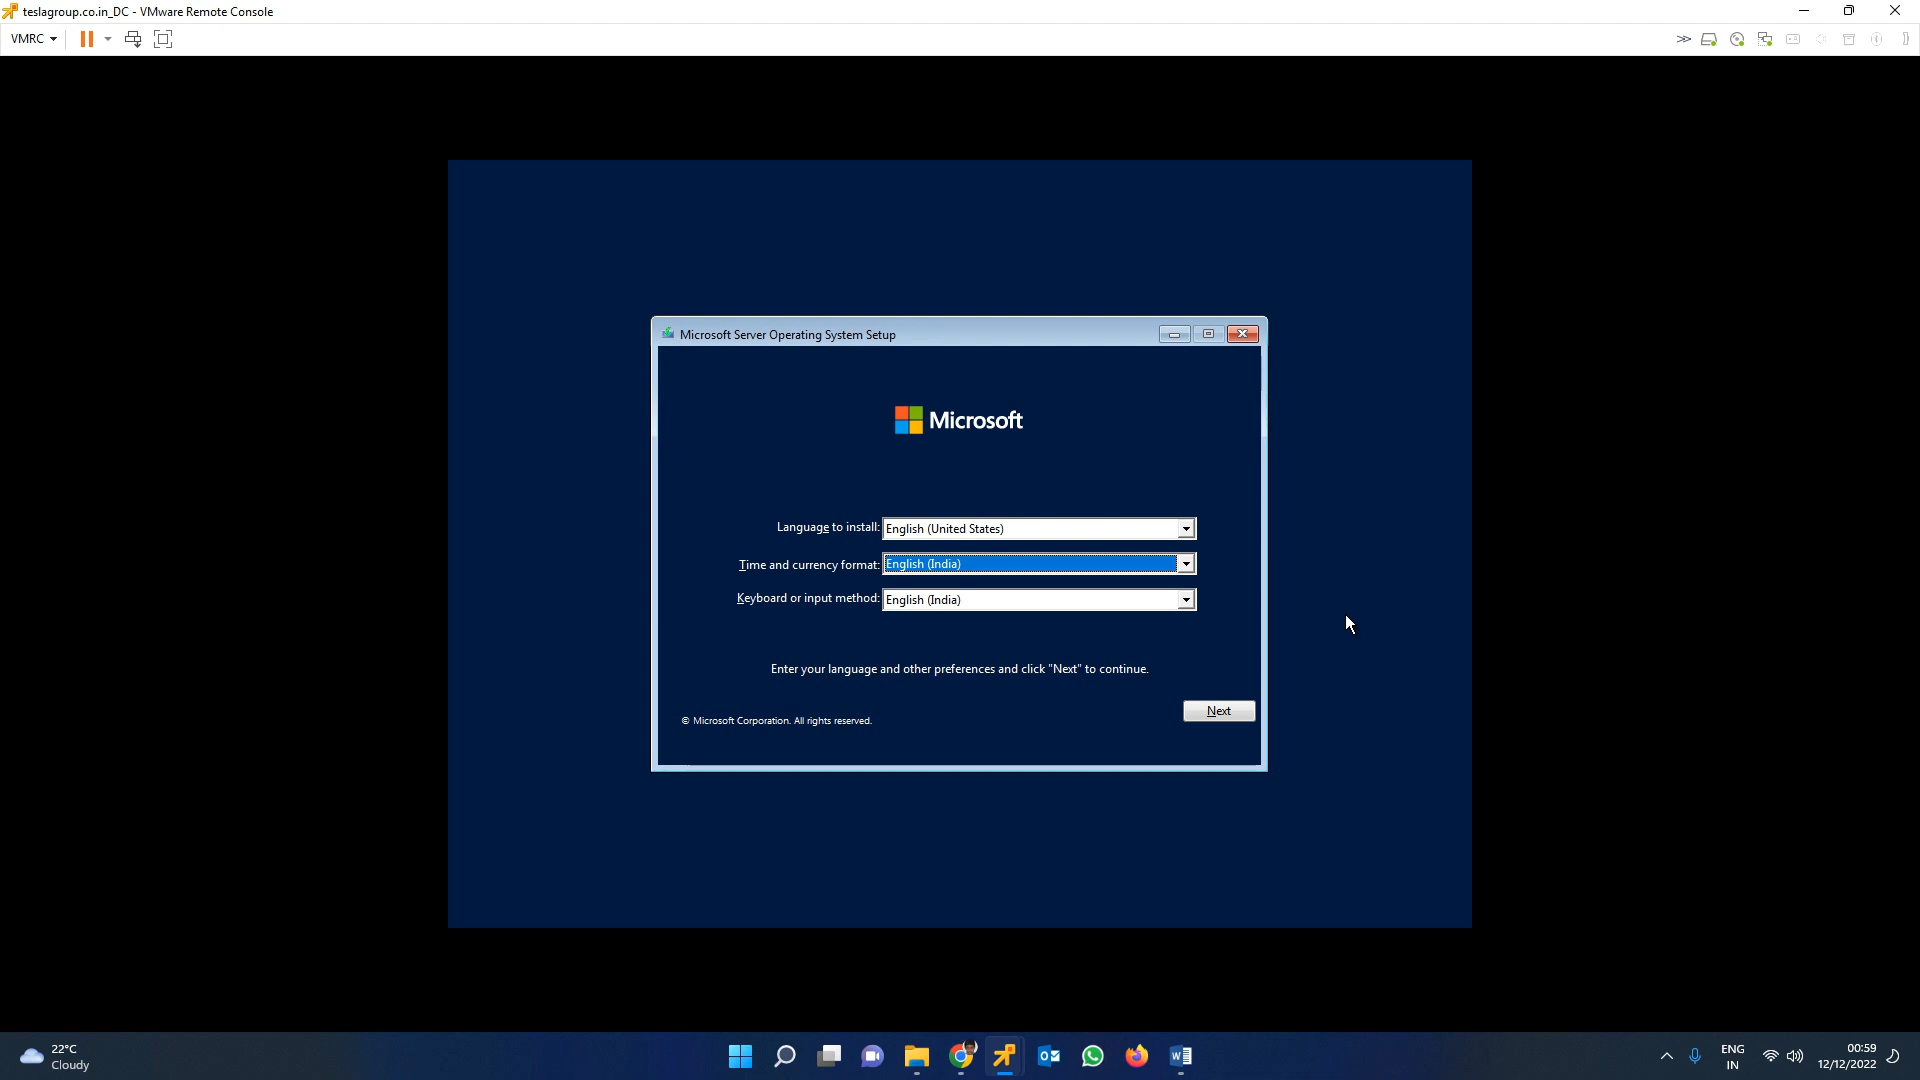 teslagroup.co.in_DC - VMware Remote Console
VMRC
Microsoft Server Operating System Setup
Microsoft
Language to install: English (United States)
Time and currency format: English (India)
Keyboard or input method: English (India)
Enter your language and other preferences and click "Next" to continue.
Next
© Microsoft Corporation. All rights reserved.
22°C
Cloudy
ENG
IN
00:59
12/12/2022